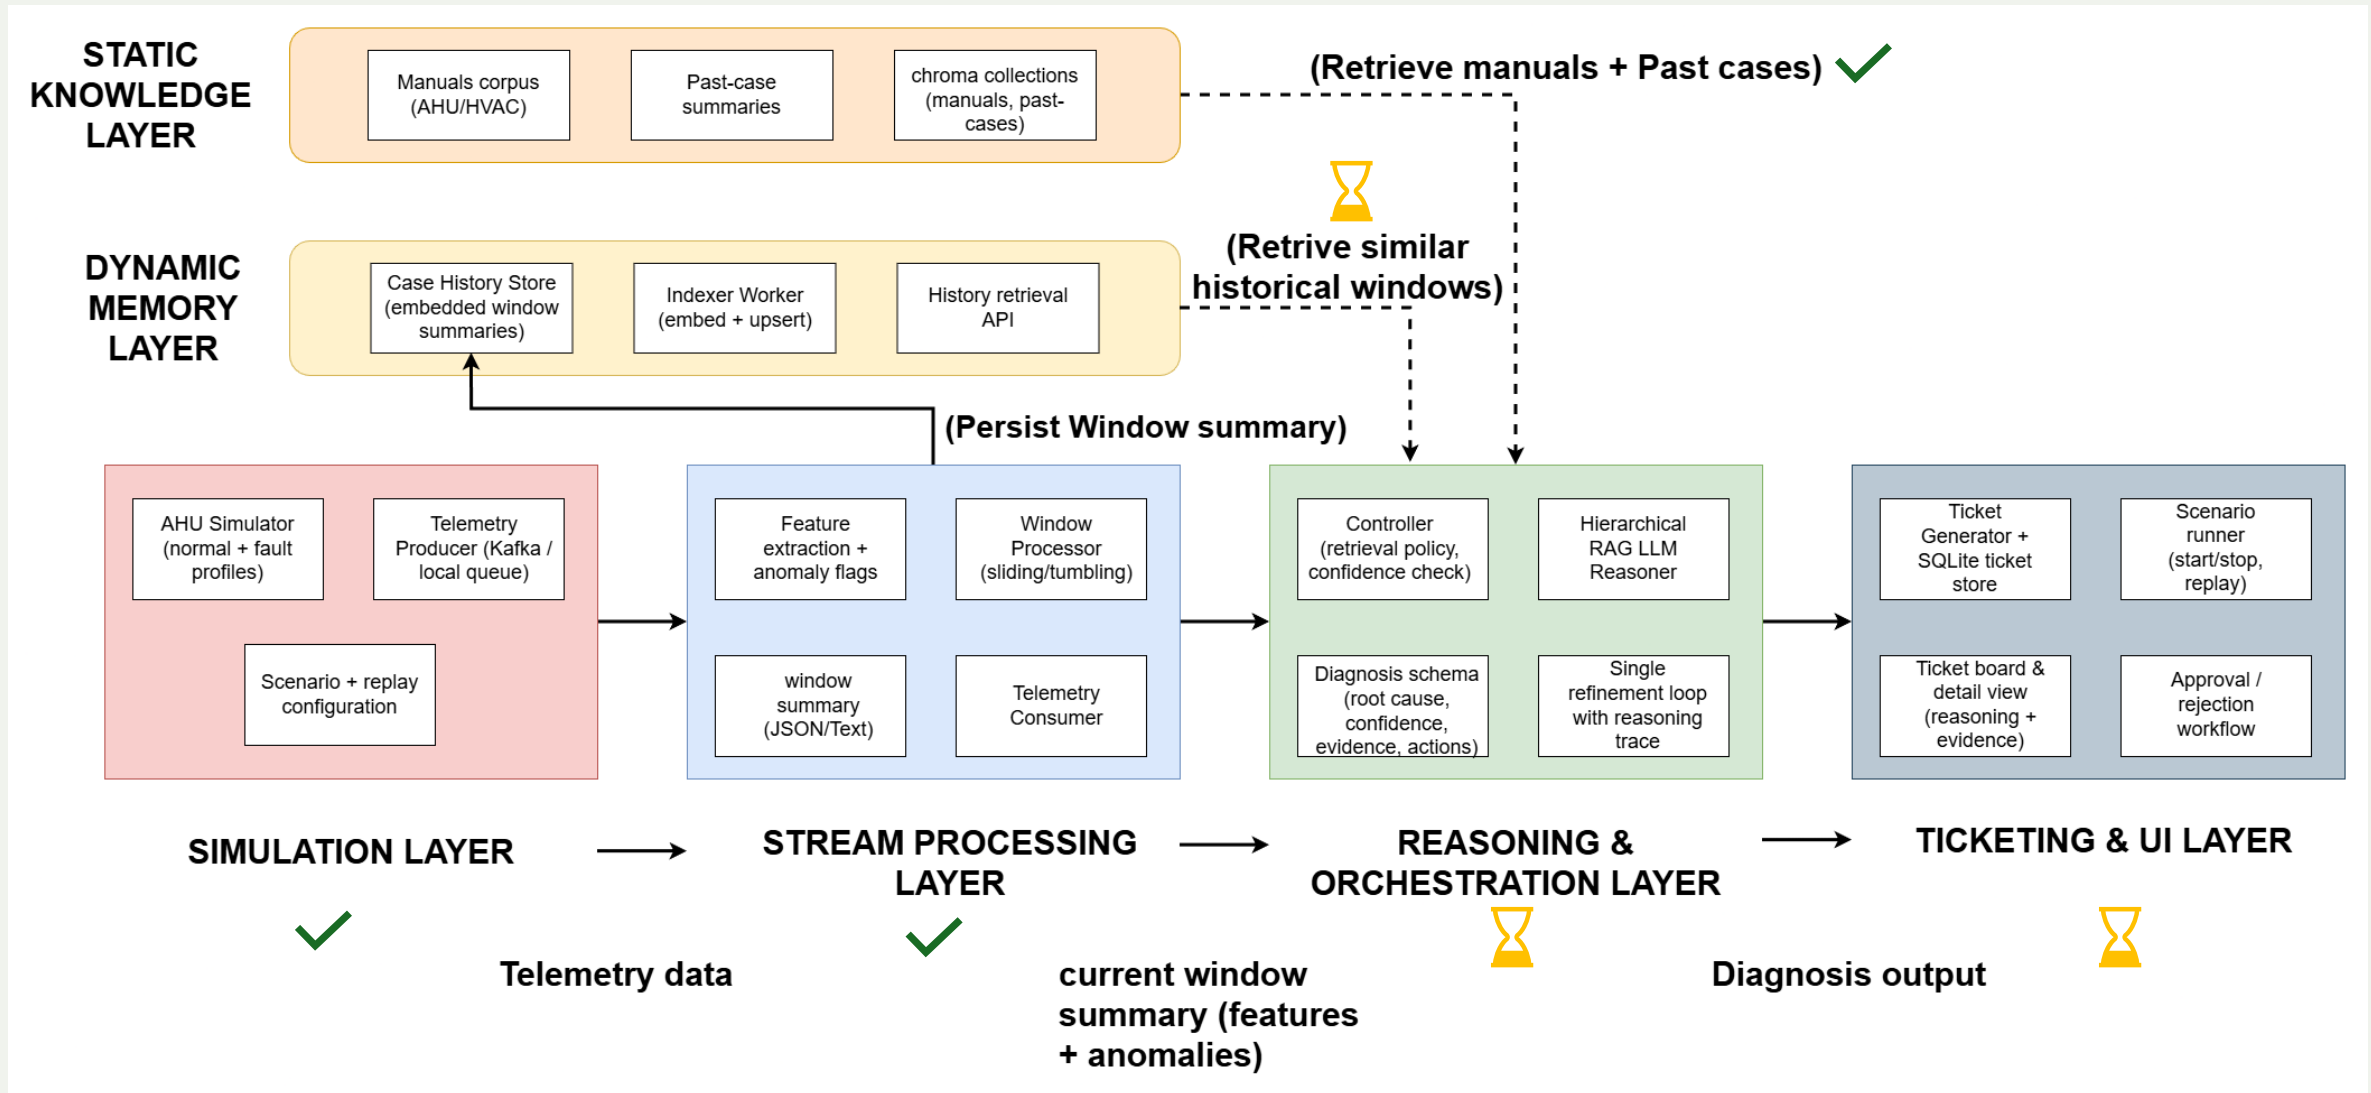 STATIC
KNOWLEDGE
LAYER
Manuals corpus
(AHU/HVAC)
Past-case
summaries
chroma collections
(manuals, past-
cases)
(Retrieve manuals + Past cases)
DYNAMIC
MEMORY
LAYER
Case History Store
(embedded window
summaries)
Indexer Worker
(embed + upsert)
History retrieval
API
(Retrive similar
historical windows)
(Persist Window summary)
AHU Simulator
(normal + fault
profiles)
Telemetry
Producer (Kafka /
local queue)
Scenario + replay
configuration
Feature
extraction +
anomaly flags
Window
Processor
(sliding/tumbling)
window
summary
(JSON/Text)
Telemetry
Consumer
Controller
(retrieval policy,
confidence check)
Hierarchical
RAG LLM
Reasoner
Diagnosis schema
(root cause,
confidence,
evidence, actions)
Single
refinement loop
with reasoning
trace
Ticket
Generator +
SQLite ticket
store
Scenario
runner
(start/stop,
replay)
Ticket board &
detail view
(reasoning +
evidence)
Approval /
rejection
workflow
SIMULATION LAYER
STREAM PROCESSING
LAYER
REASONING &
ORCHESTRATION LAYER
TICKETING & UI LAYER
Telemetry data
current window
summary (features
+ anomalies)
Diagnosis output